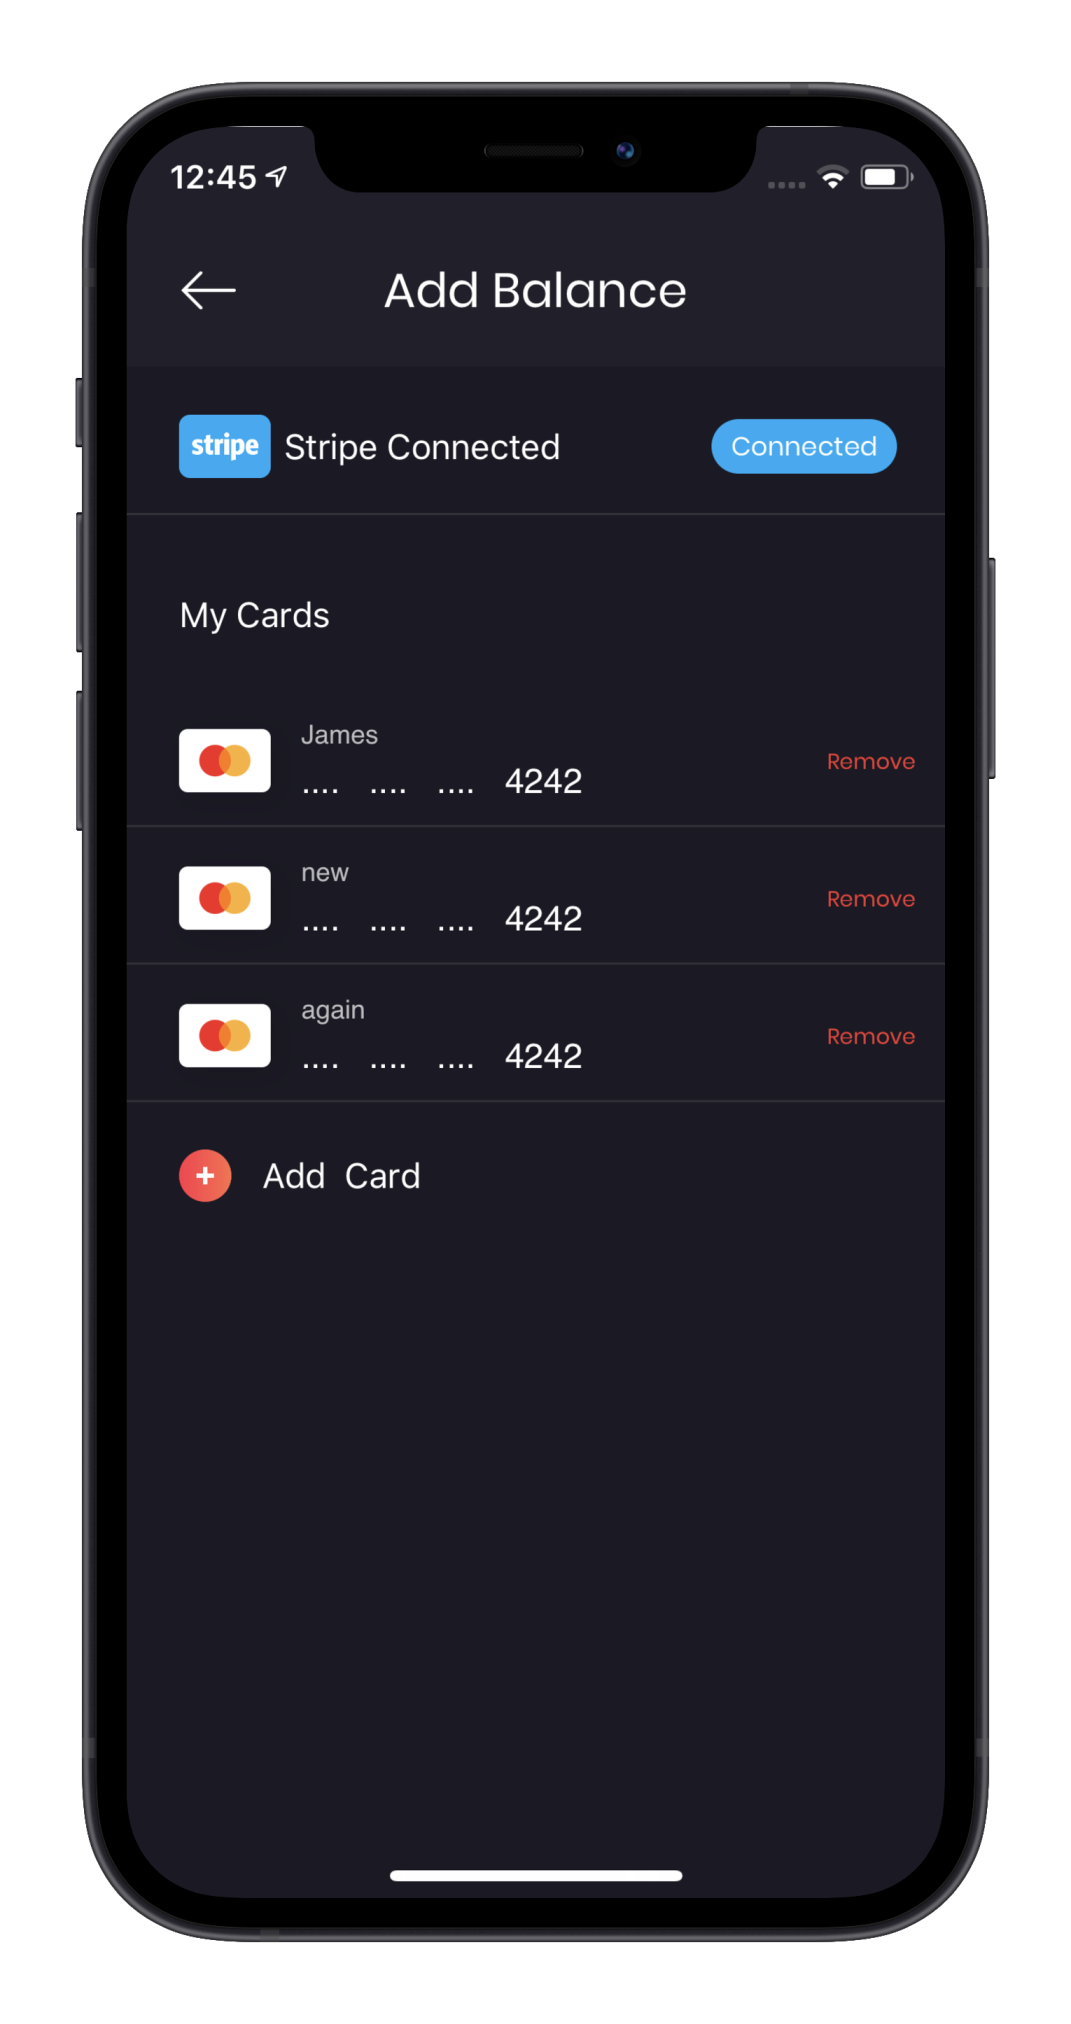 12:45
Add Balance
stripe Stripe Connected Connected
My Cards
James
.... .... .... 4242 Remove
new
.... .... .... 4242 Remove
again
.... .... .... 4242 Remove
+ Add Card